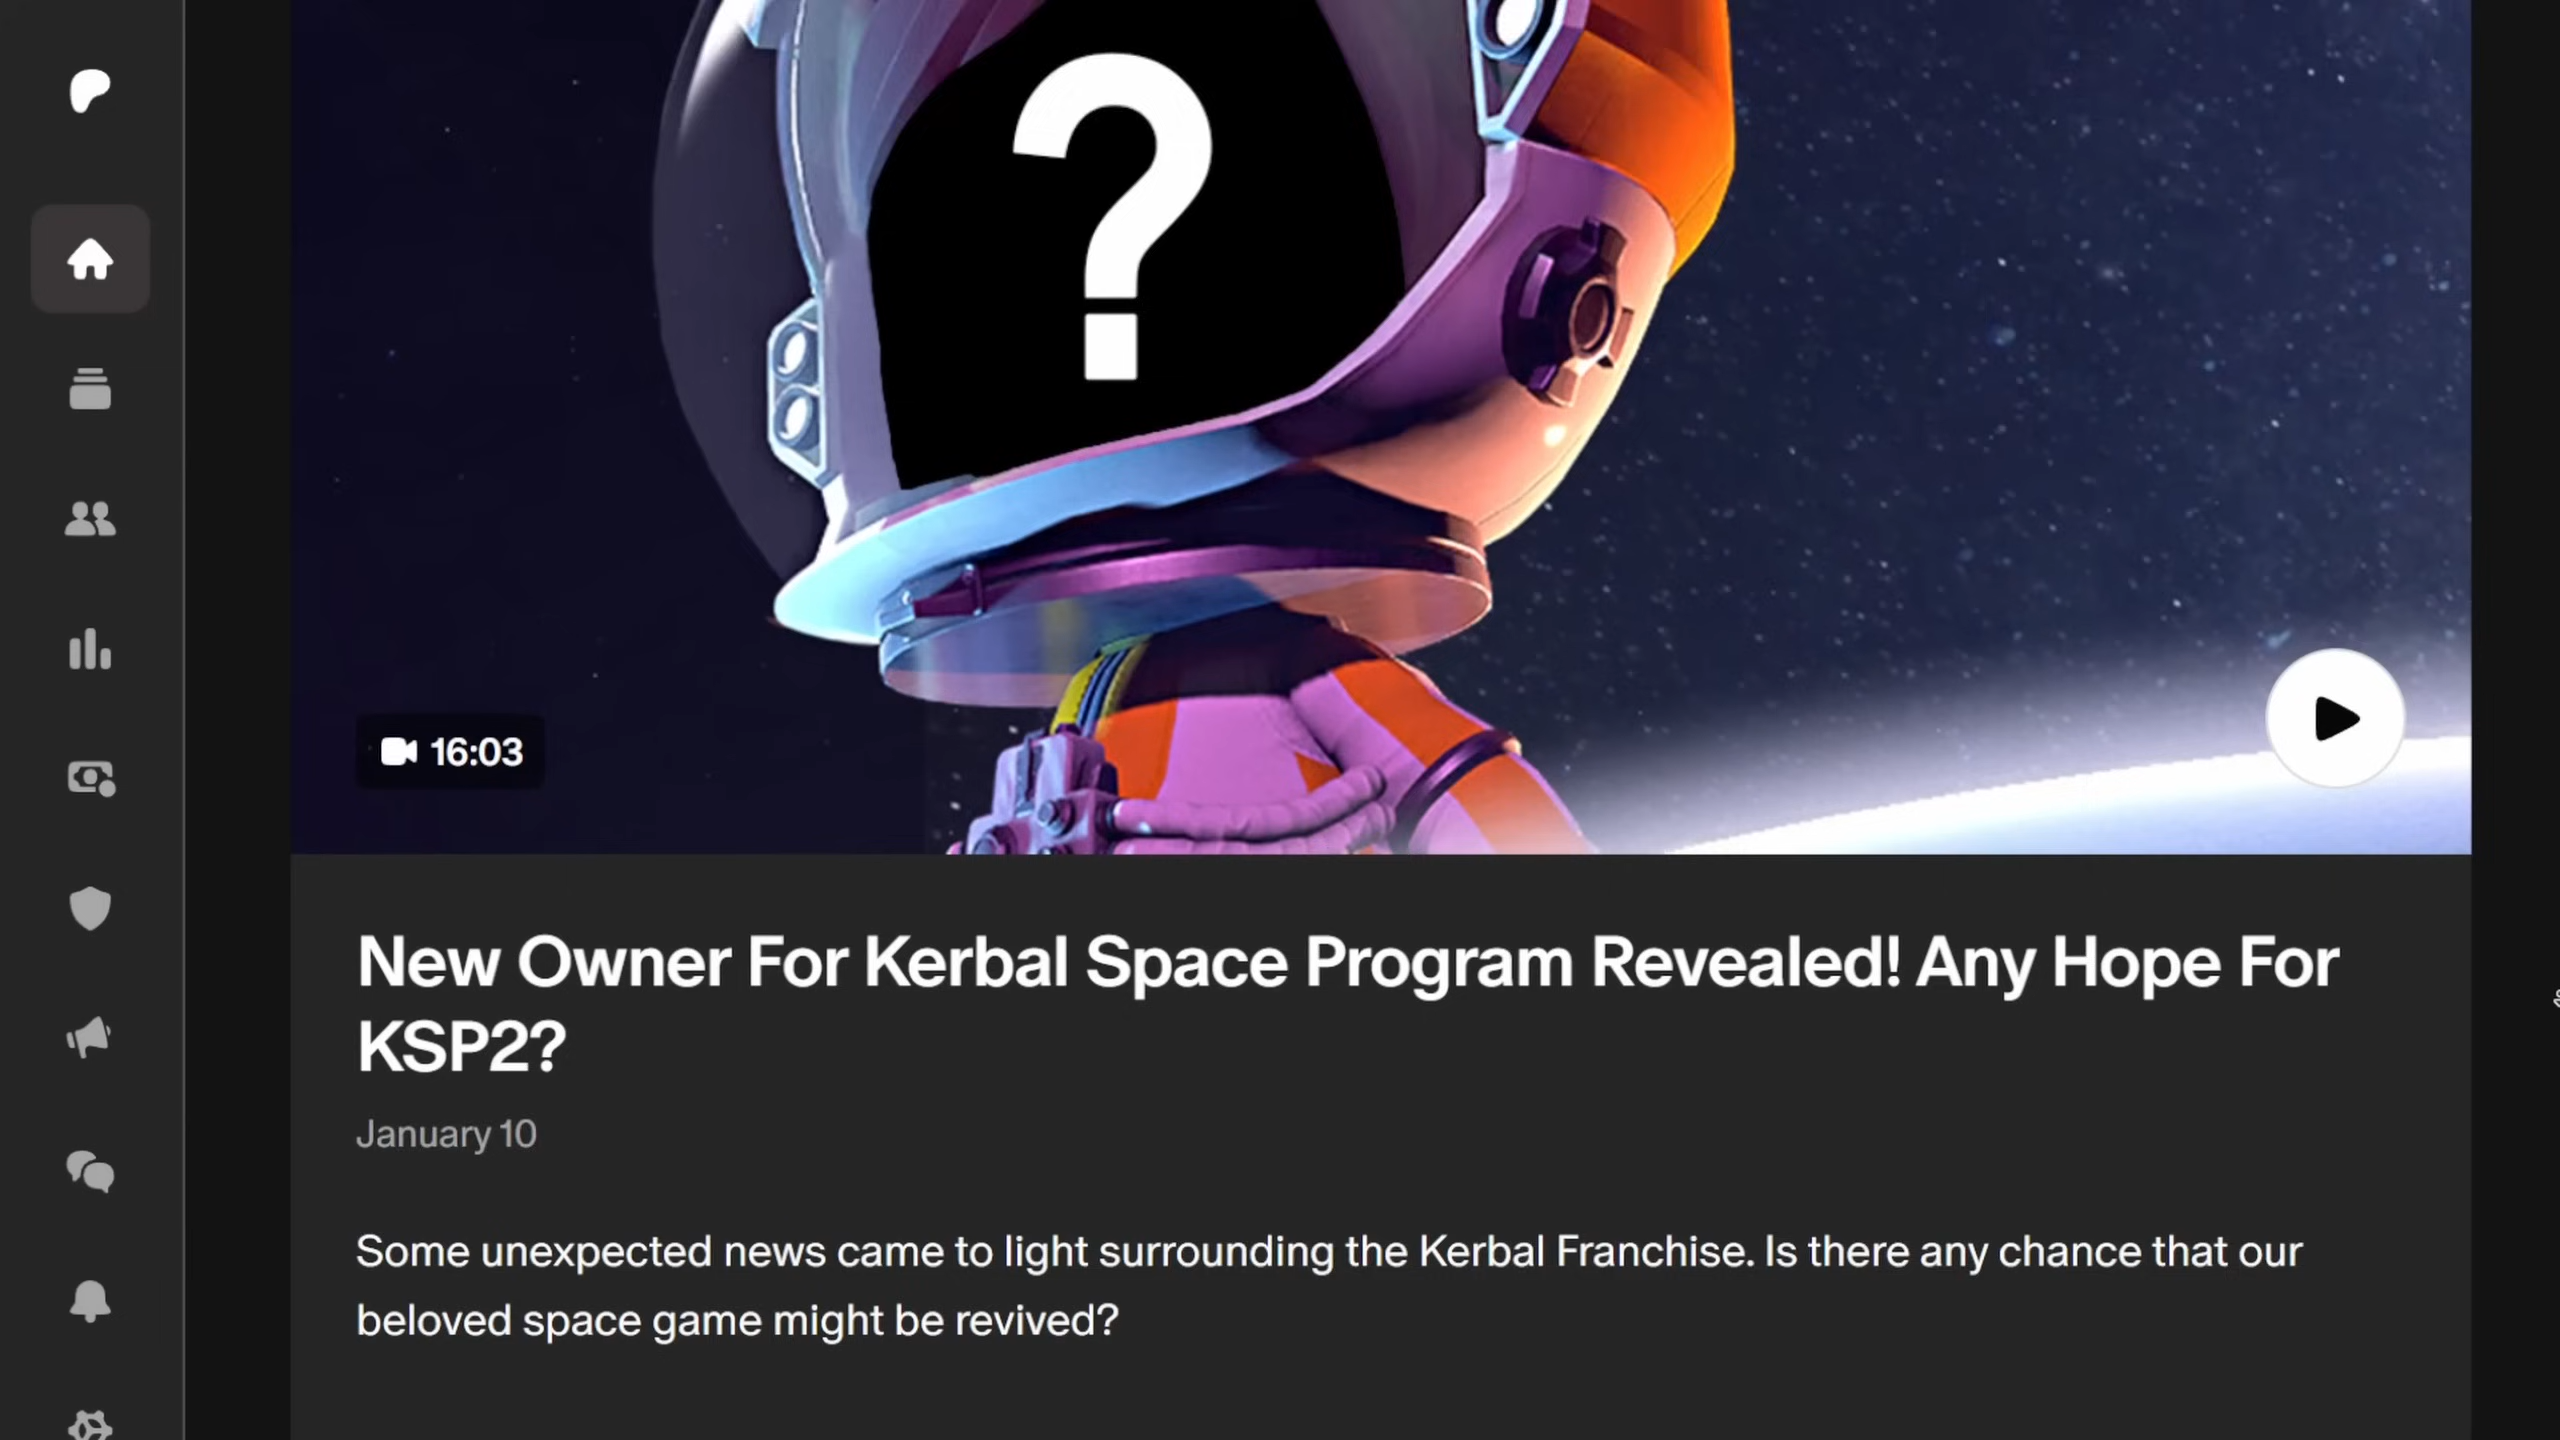 ?
16:03
New Owner For Kerbal Space Program Revealed! Any Hope For
KSP2?
January 10
Some unexpected news came to light surrounding the Kerbal Franchise. Is there any chance that our
beloved space game might be revived?